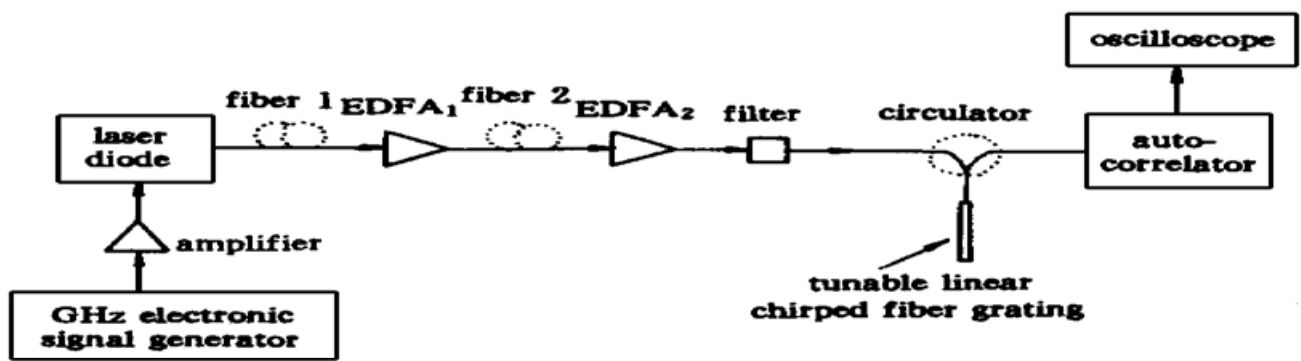 oscilloscope
fiber 1
EDFA₁
fiber 2
EDFA₂
filter
circulator
laser
diode
auto-
correlator
amplifier
tunable linear
chirped fiber grating
GHz electronic
signal generator